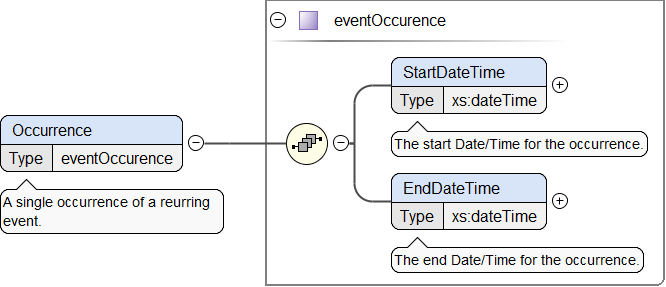 eventOccurence
StartDateTime
Type xs:dateTime
The start Date/Time for the occurrence.
Occurrence
Type eventOccurence
A single occurrence of a reurring
event.
EndDateTime
Type xs:dateTime
The end Date/Time for the occurrence.